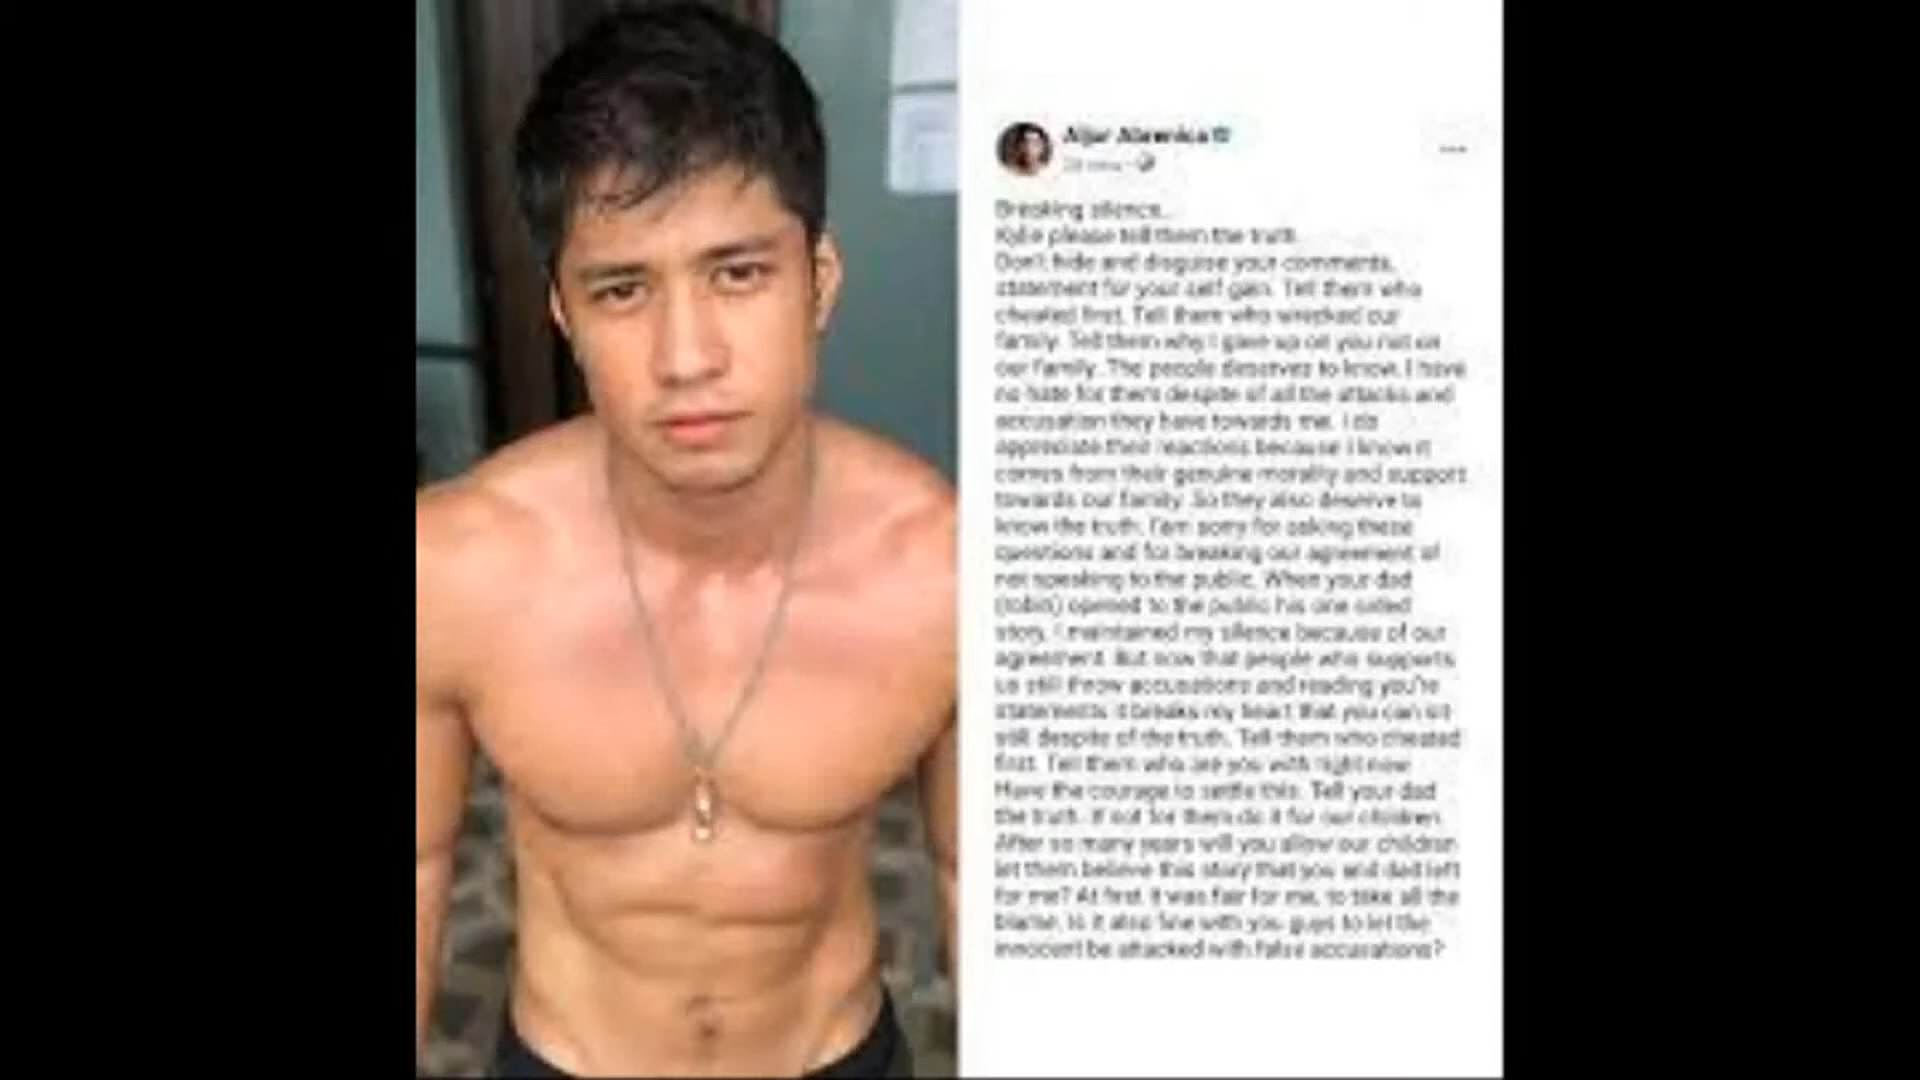 Aljur Abrenica
Breaking silence...
Kylie please tell them the truth.
Don't hide and disguise your comments,
statement for your self gain. Tell them who
cheated first. Tell them who wrecked our
family. Tell them why I gave up on you not on
our family. The people deserves to know. I have
no hate for them despite of all the attacks and
accusation they have towards me. I do
appreciate their reactions because I know it
comes from their genuine morality and support
towards our family. So they also deserve to
know the truth. I'am sorry for asking these
questions and for breaking our agreement of
not speaking to the public. When your dad
(robin) opened to the public his one sided
story, I maintained my silence because of our
agreement. But now that people who supports
us still throw accusations and reading you're
statements it breaks my heart that you can sit
still despite of the truth. Tell them who cheated
first. Tell them who are you with right now
Have the courage to settle this. Tell your dad
the truth. If not for them do it for our children.
After so many years will you allow our children
let them believe this story that you and dad left
for me? At first it was fair for me, to take all the
blame. Is it also fine with you guys to let the
innocent be attacked with false accusations?